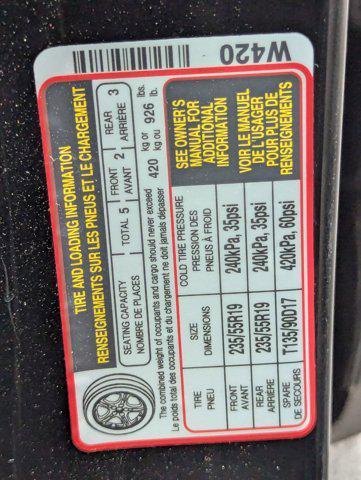 TIRE AND LOADING INFORMATION
RENSEIGNEMENTS SUR LES PNEUS ET LE CHARGEMENT
SEATING CAPACITY TOTAL 5 FRONT 2 REAR 3
NOMBRE DE PLACES AVANT ARRIÈRE
The combined weight of occupants and cargo should never exceed 420 kg or 926 lbs.
Le poids total des occupants et du chargement ne doit jamais dépasser 420 kg ou 926 lb.
TIRE SIZE COLD TIRE PRESSURE
PNEU DIMENSIONS PRESSION DES PNEUS À FROID
FRONT 235/55R19 240kPa, 35psi
AVANT
REAR 235/55R19 240kPa, 35psi
ARRIÈRE
SPARE T135/90D17 420kPa, 60psi
DE SECOURS
SEE OWNER'S
MANUAL FOR
ADDITIONAL
INFORMATION
VOIR LE MANUEL
DE L'USAGER
POUR PLUS DE
RENSEIGNEMENTS
W420